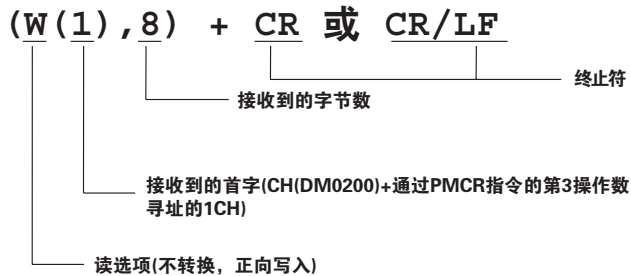 (W(1),8) + CR 或 CR/LF
终止符
接收到的字节数
接收到的首字(CH(DM0200)+通过PMCR指令的第3操作数
寻址的1CH)
读选项(不转换，正向写入)